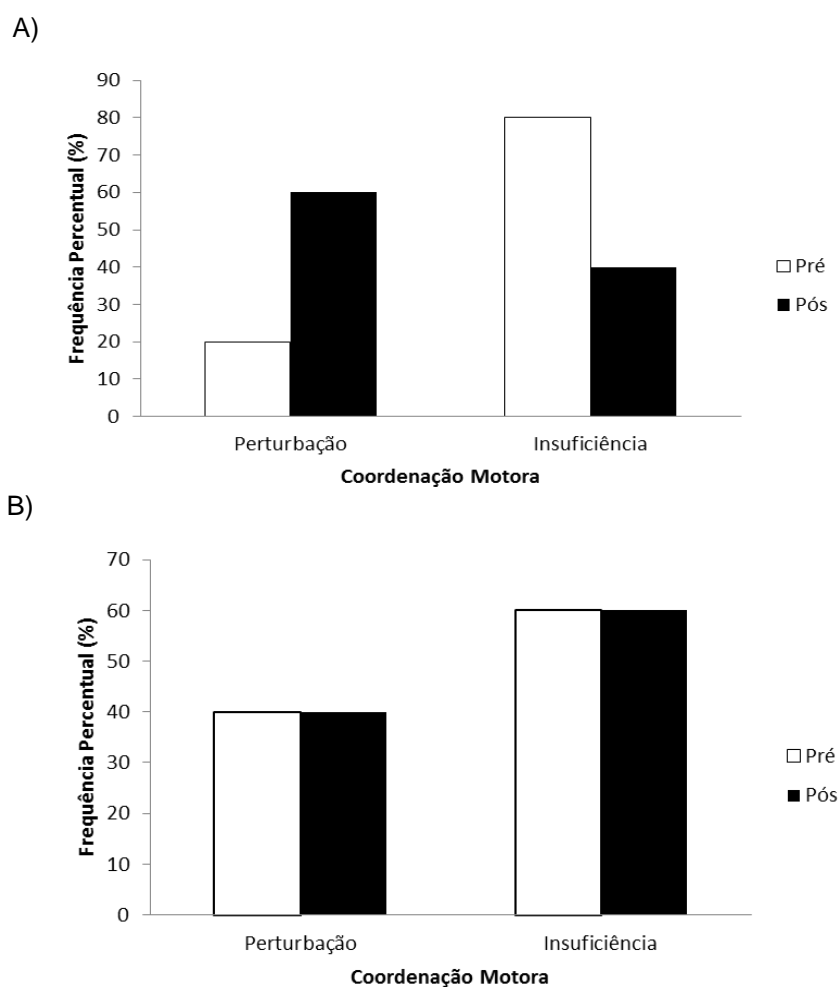 A)
90
80
70
60
50
40
30
20
10
0
Frequência Percentual (%)
Perturbação Insuficiência
Coordenação Motora
Pré
Pós
B)
70
60
50
40
30
20
10
0
Frequência Percentual (%)
Perturbação Insuficiência
Coordenação Motora
Pré
Pós